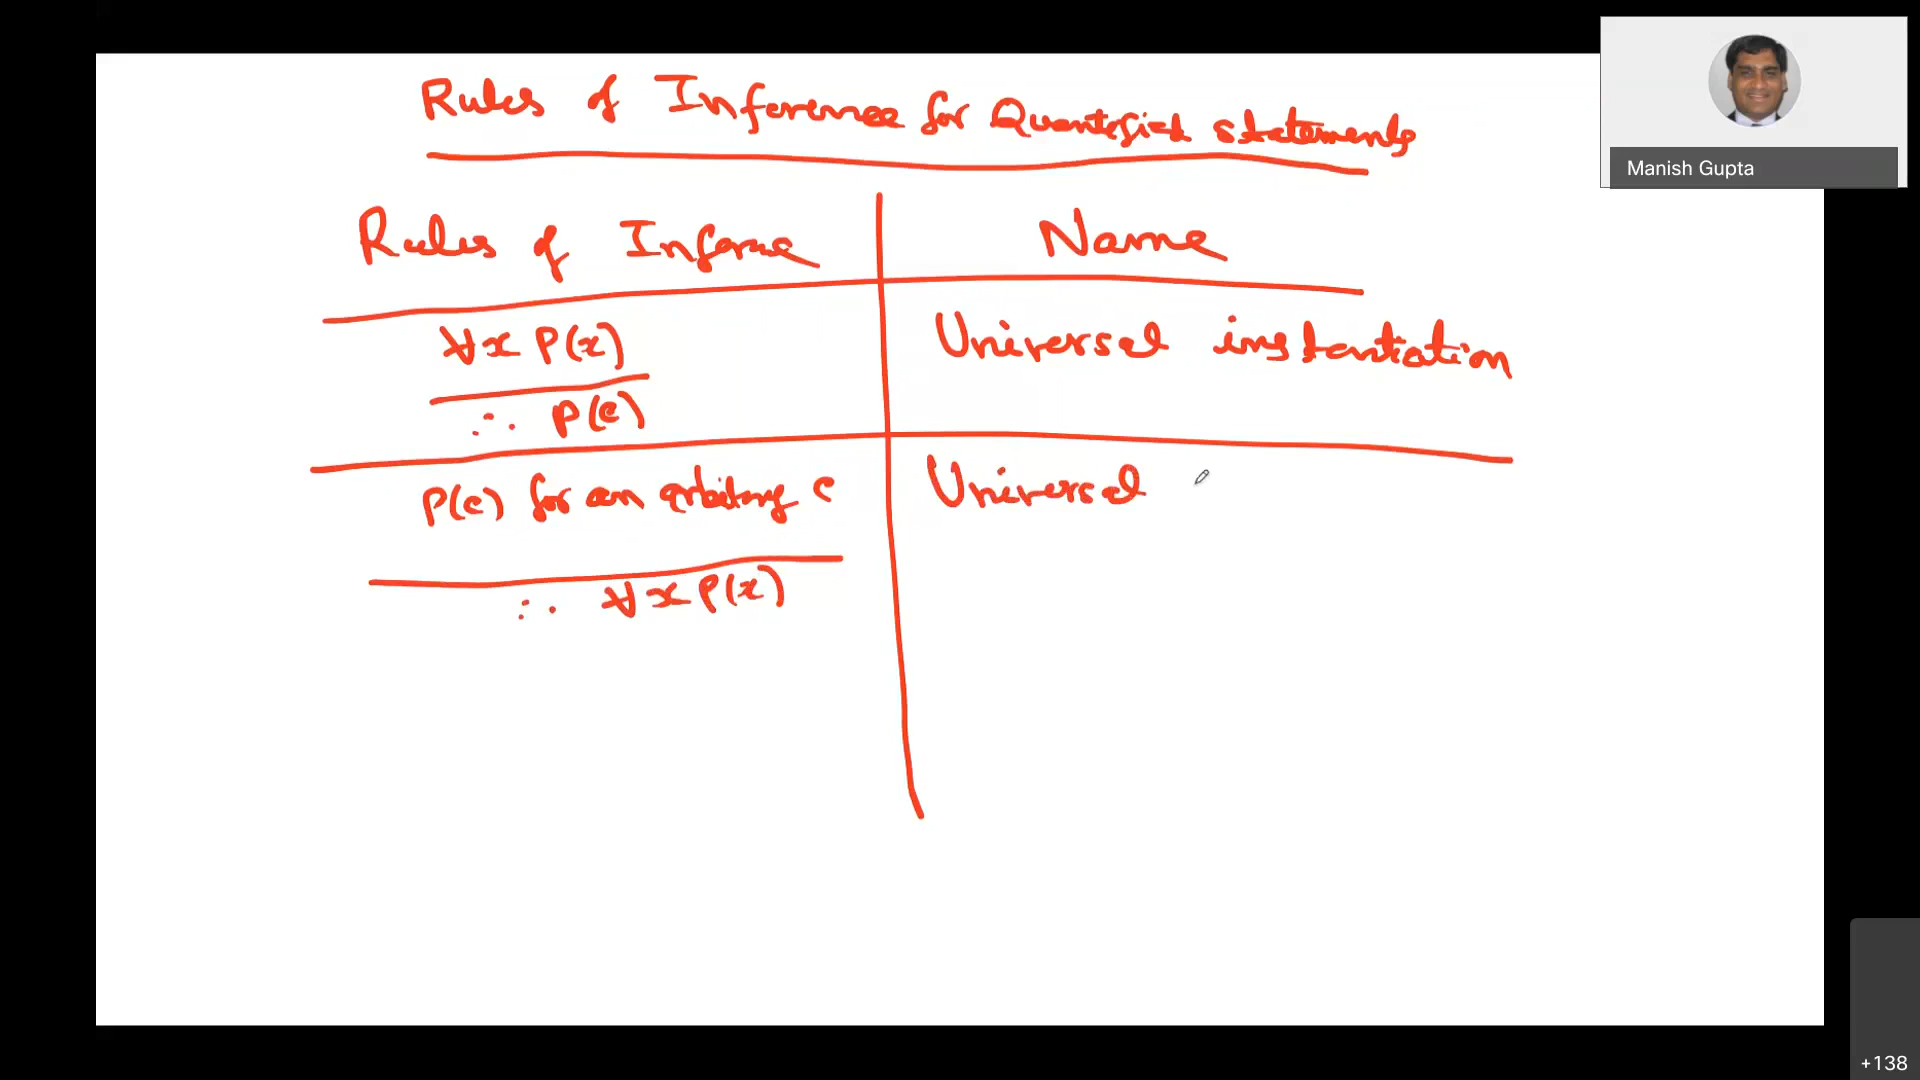 Rules of Inference for Quantified statements
Manish Gupta
Rules of Inference
Name
∀x P(x)
∴ P(c)
Universal instantiation
P(c) for an arbitrary c
∴ ∀x P(x)
Universal
+138